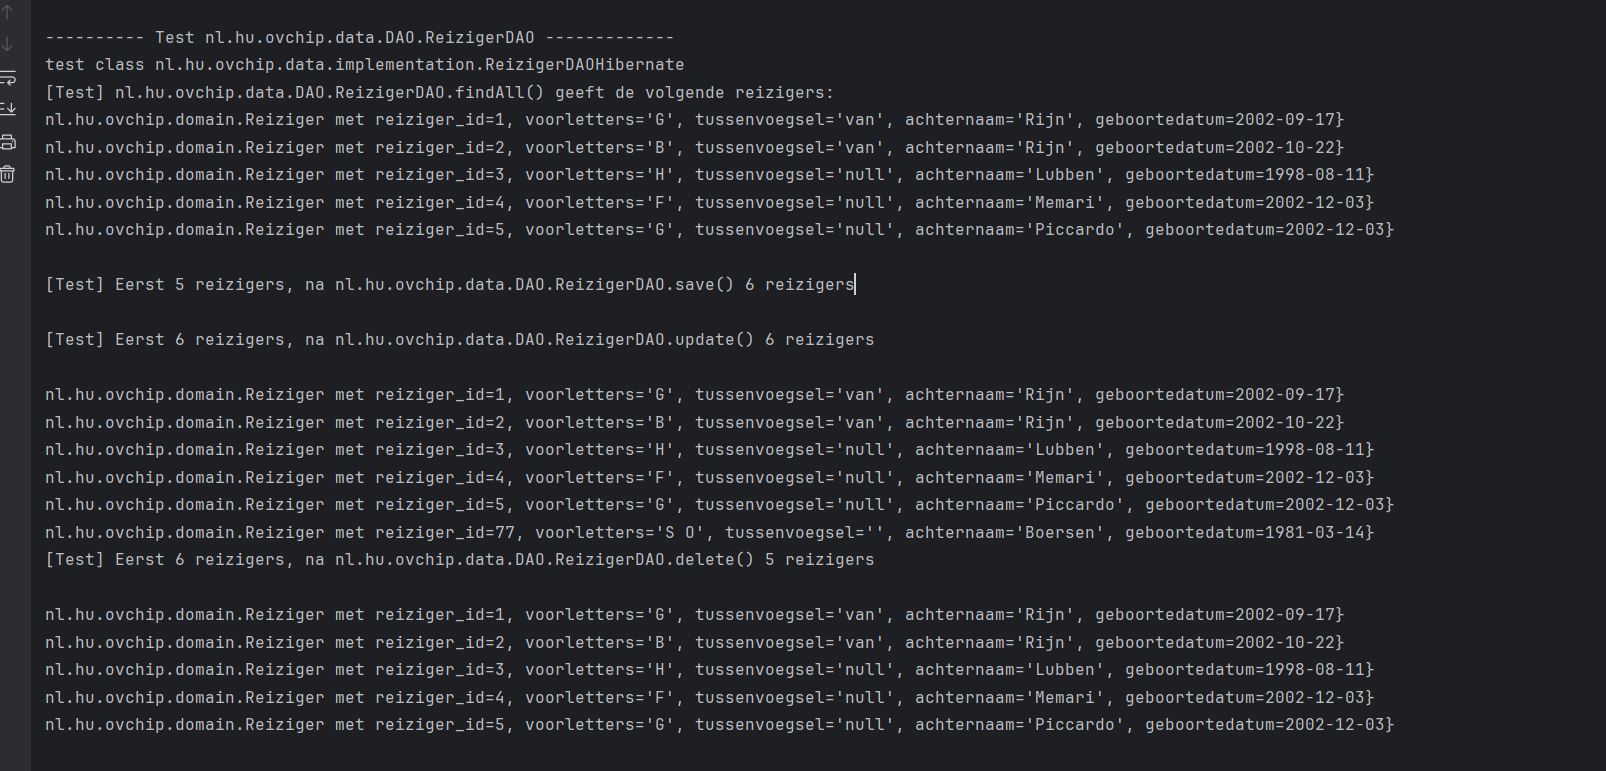 ---------- Test nl.hu.ovchip.data.DAO.ReizigerDAO -------------
test class nl.hu.ovchip.data.implementation.ReizigerDAOHibernate
[Test] nl.hu.ovchip.data.DAO.ReizigerDAO.findAll() geeft de volgende reizigers:
nl.hu.ovchip.domain.Reiziger met reiziger_id=1, voorletters='G', tussenvoegsel='van', achternaam='Rijn', geboortedatum=2002-09-17}
nl.hu.ovchip.domain.Reiziger met reiziger_id=2, voorletters='B', tussenvoegsel='van', achternaam='Rijn', geboortedatum=2002-10-22}
nl.hu.ovchip.domain.Reiziger met reiziger_id=3, voorletters='H', tussenvoegsel='null', achternaam='Lubben', geboortedatum=1998-08-11}
nl.hu.ovchip.domain.Reiziger met reiziger_id=4, voorletters='F', tussenvoegsel='null', achternaam='Memari', geboortedatum=2002-12-03}
nl.hu.ovchip.domain.Reiziger met reiziger_id=5, voorletters='G', tussenvoegsel='null', achternaam='Piccardo', geboortedatum=2002-12-03}
[Test] Eerst 5 reizigers, na nl.hu.ovchip.data.DAO.ReizigerDAO.save() 6 reizigers
[Test] Eerst 6 reizigers, na nl.hu.ovchip.data.DAO.ReizigerDAO.update() 6 reizigers
nl.hu.ovchip.domain.Reiziger met reiziger_id=1, voorletters='G', tussenvoegsel='van', achternaam='Rijn', geboortedatum=2002-09-17}
nl.hu.ovchip.domain.Reiziger met reiziger_id=2, voorletters='B', tussenvoegsel='van', achternaam='Rijn', geboortedatum=2002-10-22}
nl.hu.ovchip.domain.Reiziger met reiziger_id=3, voorletters='H', tussenvoegsel='null', achternaam='Lubben', geboortedatum=1998-08-11}
nl.hu.ovchip.domain.Reiziger met reiziger_id=4, voorletters='F', tussenvoegsel='null', achternaam='Memari', geboortedatum=2002-12-03}
nl.hu.ovchip.domain.Reiziger met reiziger_id=5, voorletters='G', tussenvoegsel='null', achternaam='Piccardo', geboortedatum=2002-12-03}
nl.hu.ovchip.domain.Reiziger met reiziger_id=77, voorletters='S O', tussenvoegsel='', achternaam='Boersen', geboortedatum=1981-03-14}
[Test] Eerst 6 reizigers, na nl.hu.ovchip.data.DAO.ReizigerDAO.delete() 5 reizigers
nl.hu.ovchip.domain.Reiziger met reiziger_id=1, voorletters='G', tussenvoegsel='van', achternaam='Rijn', geboortedatum=2002-09-17}
nl.hu.ovchip.domain.Reiziger met reiziger_id=2, voorletters='B', tussenvoegsel='van', achternaam='Rijn', geboortedatum=2002-10-22}
nl.hu.ovchip.domain.Reiziger met reiziger_id=3, voorletters='H', tussenvoegsel='null', achternaam='Lubben', geboortedatum=1998-08-11}
nl.hu.ovchip.domain.Reiziger met reiziger_id=4, voorletters='F', tussenvoegsel='null', achternaam='Memari', geboortedatum=2002-12-03}
nl.hu.ovchip.domain.Reiziger met reiziger_id=5, voorletters='G', tussenvoegsel='null', achternaam='Piccardo', geboortedatum=2002-12-03}